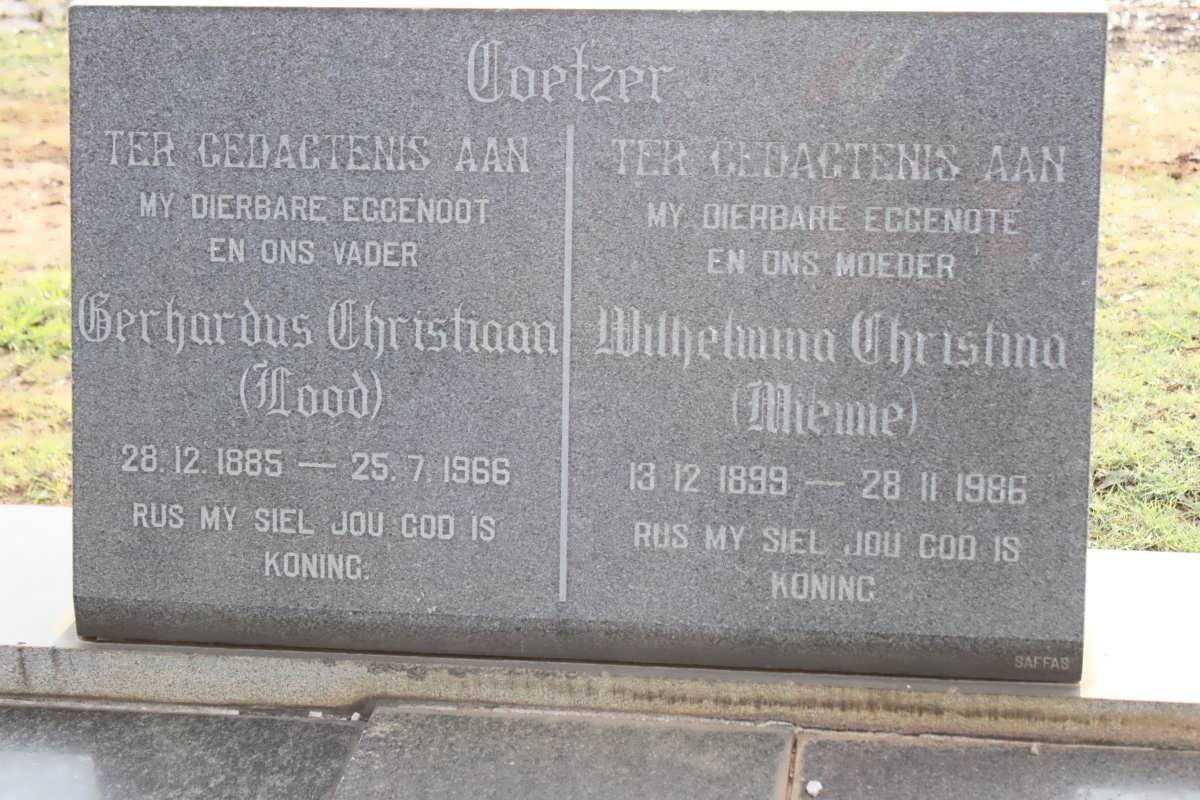 Coetzer
TER GEDAGTENIS AAN
MY DIERBARE EGGENOOT
EN ONS VADER
Gerhardus Christiaan
(Lood)
28.12.1885 — 25.7.1966
RUS MY SIEL JOU GOD IS
KONING.
TER GEDAGTENIS AAN
MY DIERBARE EGGENOTE
EN ONS MOEDER
Wilhelmina Christina
(Mienie)
13 12 1899 — 28 11 1986
RUS MY SIEL JOU GOD IS
KONING
SAFFAS